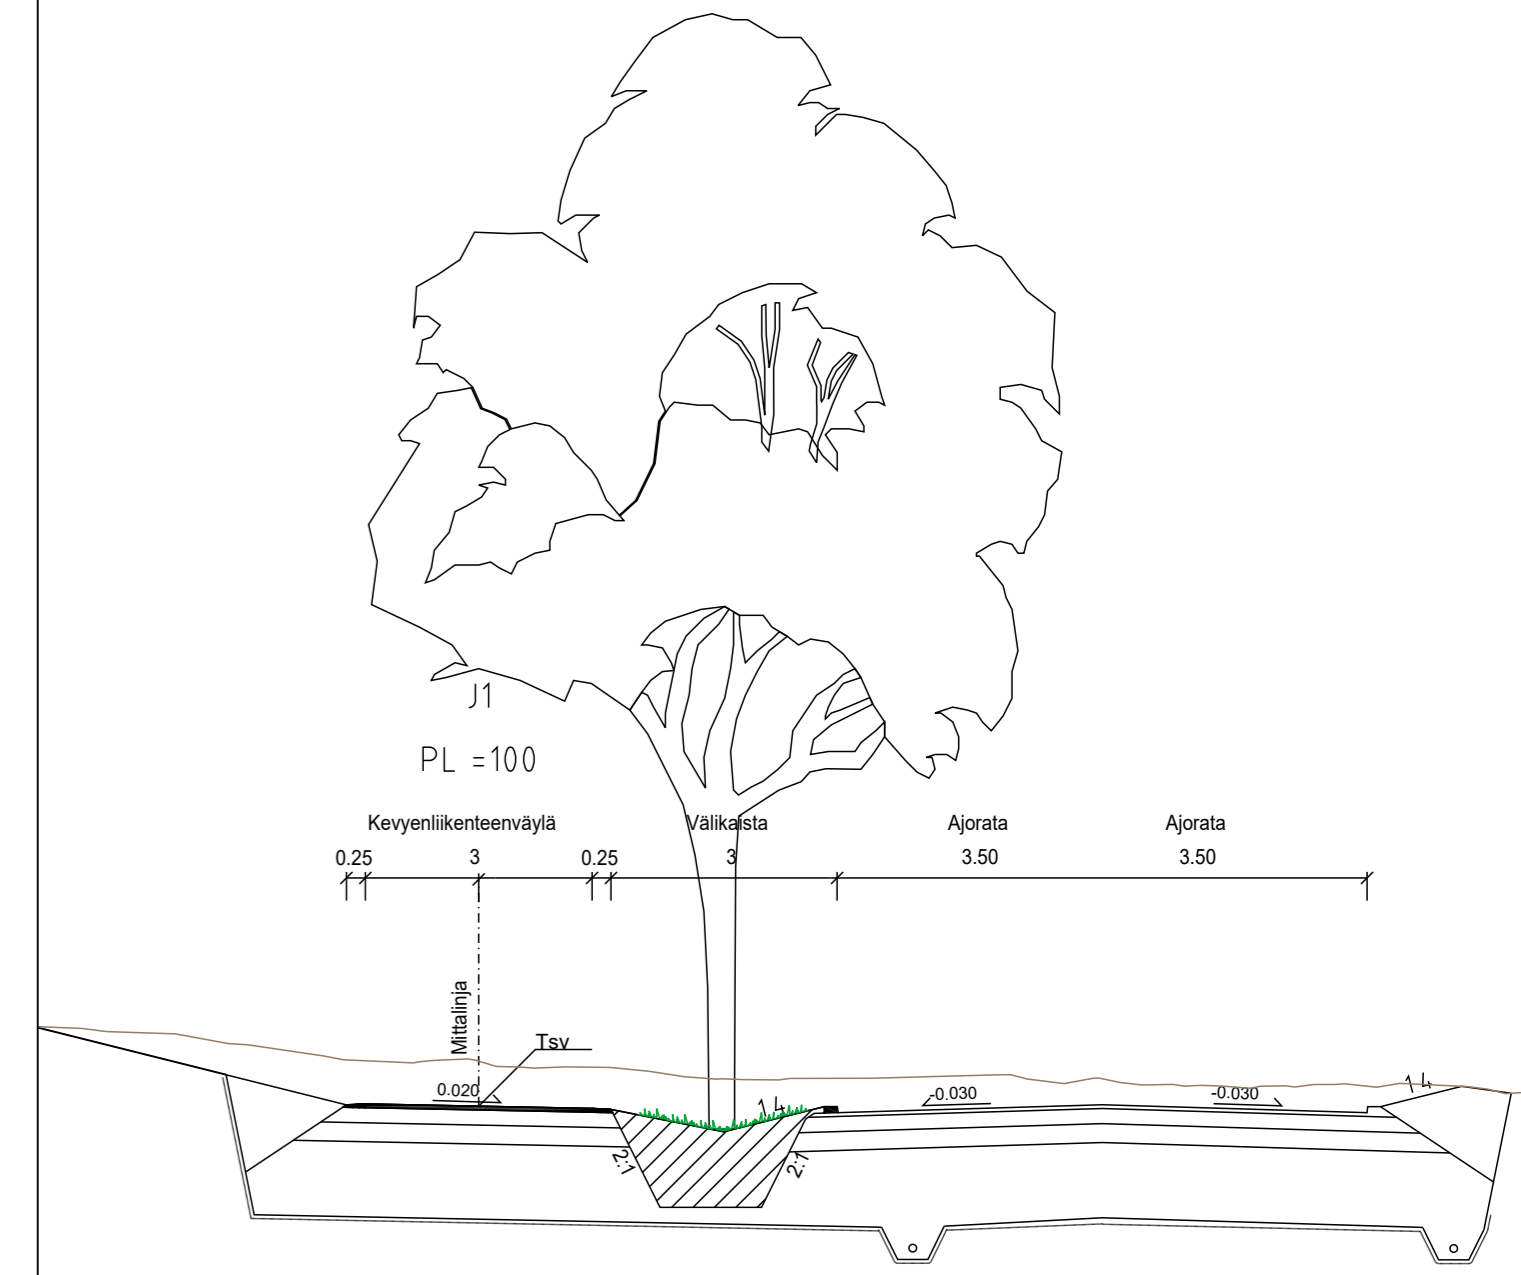 J1
PL =100
Kevyenliikenteenväylä Välikaista Ajorata Ajorata
0.25 3 0.25 3 3.50 3.50
Mittalinja
Tsv
0.020
1 4
-0.030
-0.030
1 4
2:1
2:1